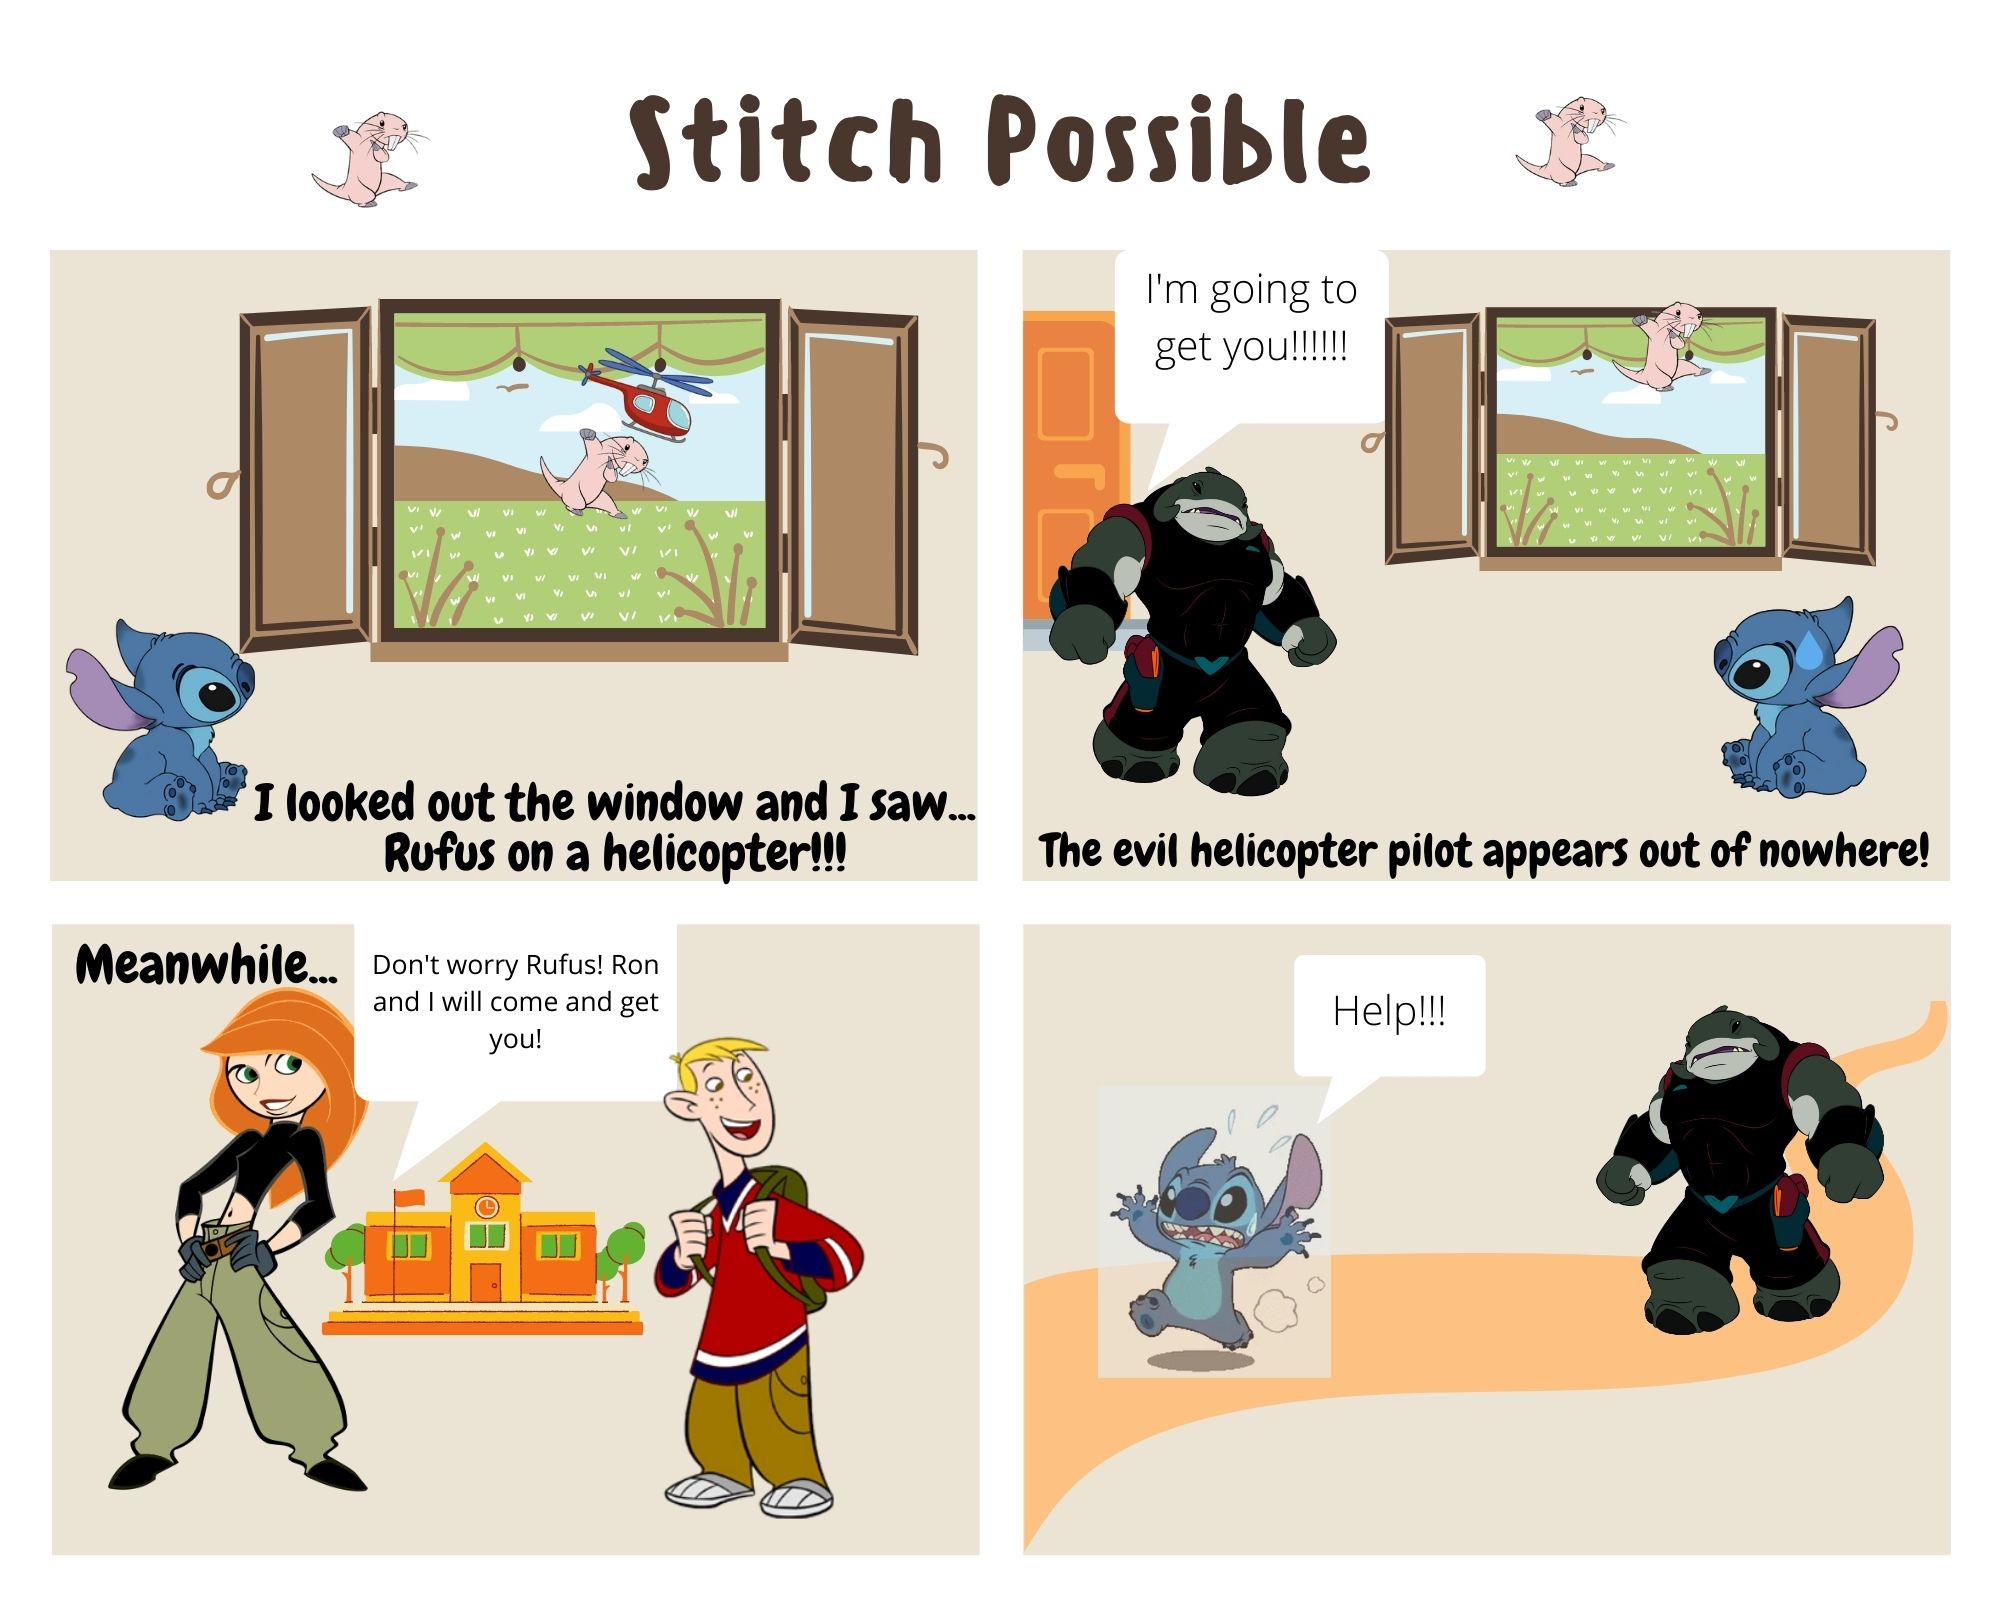 Stitch Possible
I'm going to
get you!!!!!!
I looked out the window and I saw...
Rufus on a helicopter!!!
The evil helicopter pilot appears out of nowhere!
Meanwhile...
Don't worry Rufus! Ron
and I will come and get
you!
Help!!!